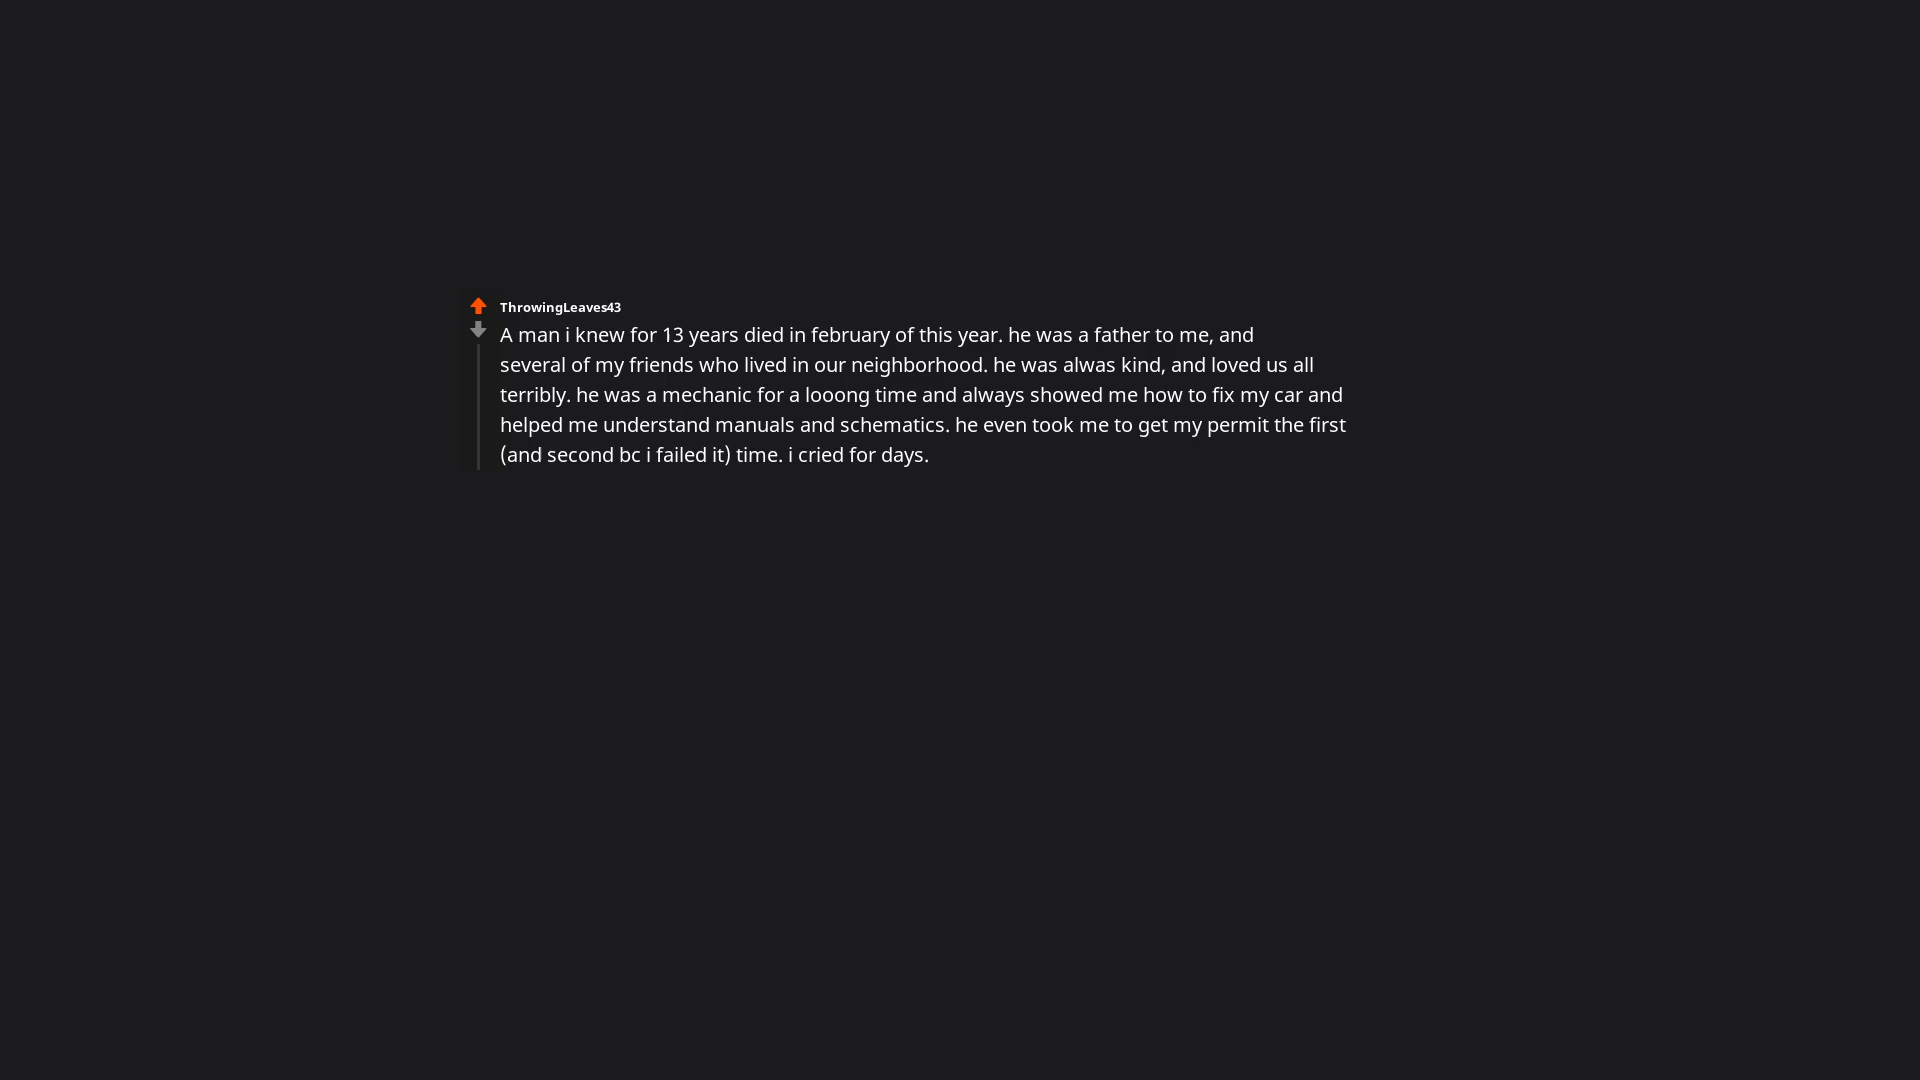 ThrowingLeaves43
A man i knew for 13 years died in february of this year. he was a father to me, and
several of my friends who lived in our neighborhood. he was alwas kind, and loved us all
terribly. he was a mechanic for a looong time and always showed me how to fix my car and
helped me understand manuals and schematics. he even took me to get my permit the first
(and second bc i failed it) time. i cried for days.